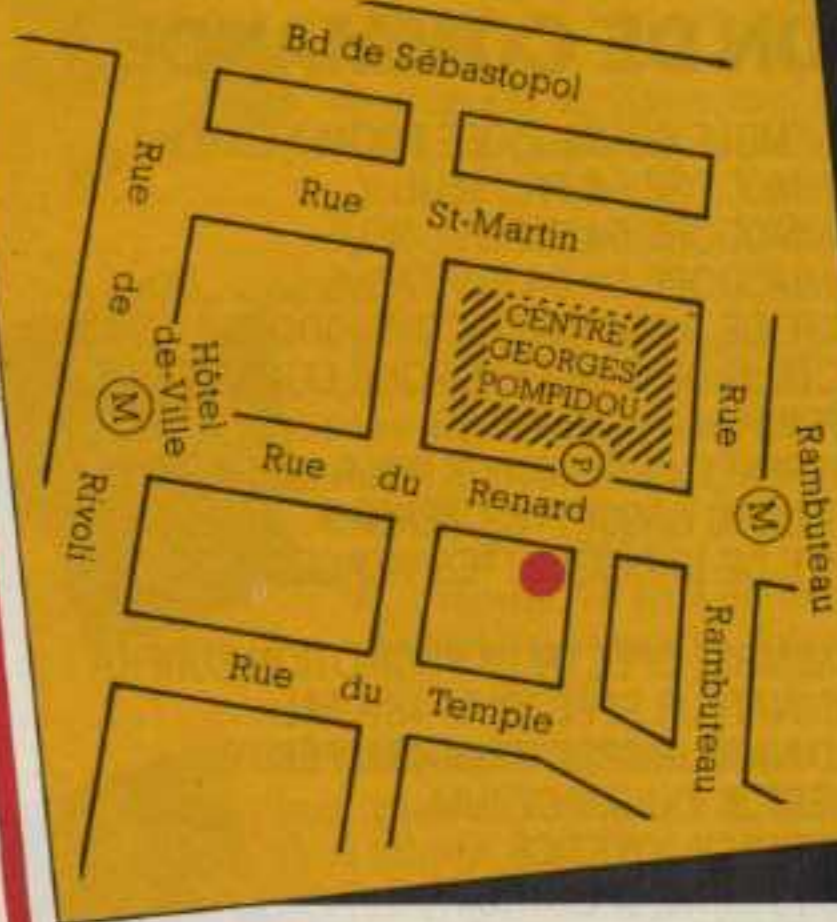 Bd de Sébastopol
Rue St-Martin
Rue de Rivoli
CENTRE
GEORGES
POMPIDOU
P
Hôtel
de-Ville
M
Rue du Renard
Rue Rambuteau
M
Rambuteau
Rue du Temple